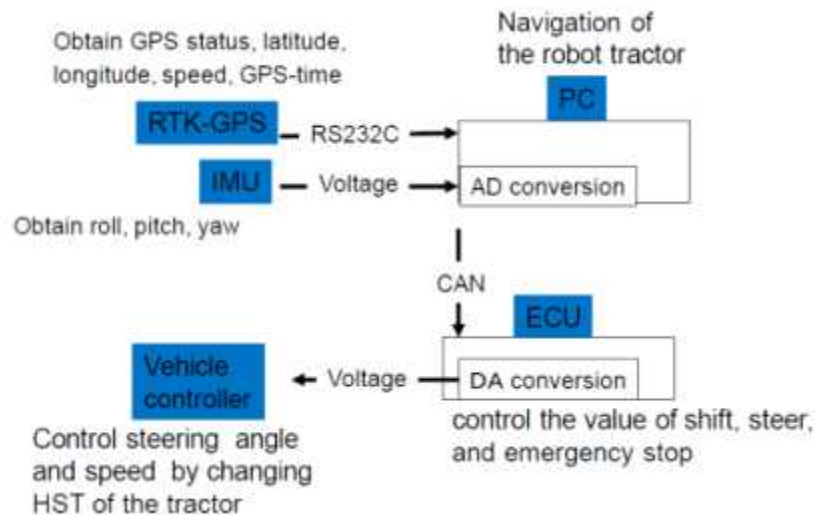 Obtain GPS status, latitude,
longitude, speed, GPS-time
Navigation of
the robot tractor
PC
RTK-GPS
RS232C
IMU
Voltage
AD conversion
Obtain roll, pitch, yaw
CAN
ECU
Vehicle
controller
Voltage
DA conversion
control the value of shift, steer,
and emergency stop
Control steering angle
and speed by changing
HST of the tractor